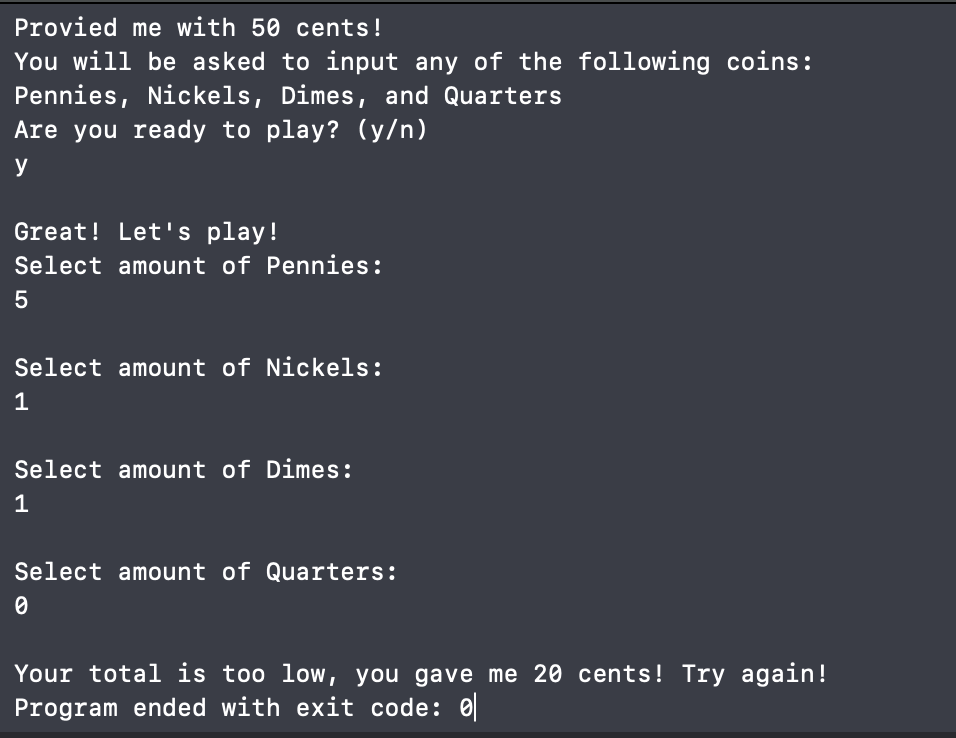 Provied me with 50 cents!
You will be asked to input any of the following coins:
Pennies, Nickels, Dimes, and Quarters
Are you ready to play? (y/n)
y
Great! Let's play!
Select amount of Pennies:
5
Select amount of Nickels:
1
Select amount of Dimes:
1
Select amount of Quarters:
0
Your total is too low, you gave me 20 cents! Try again!
Program ended with exit code: 0